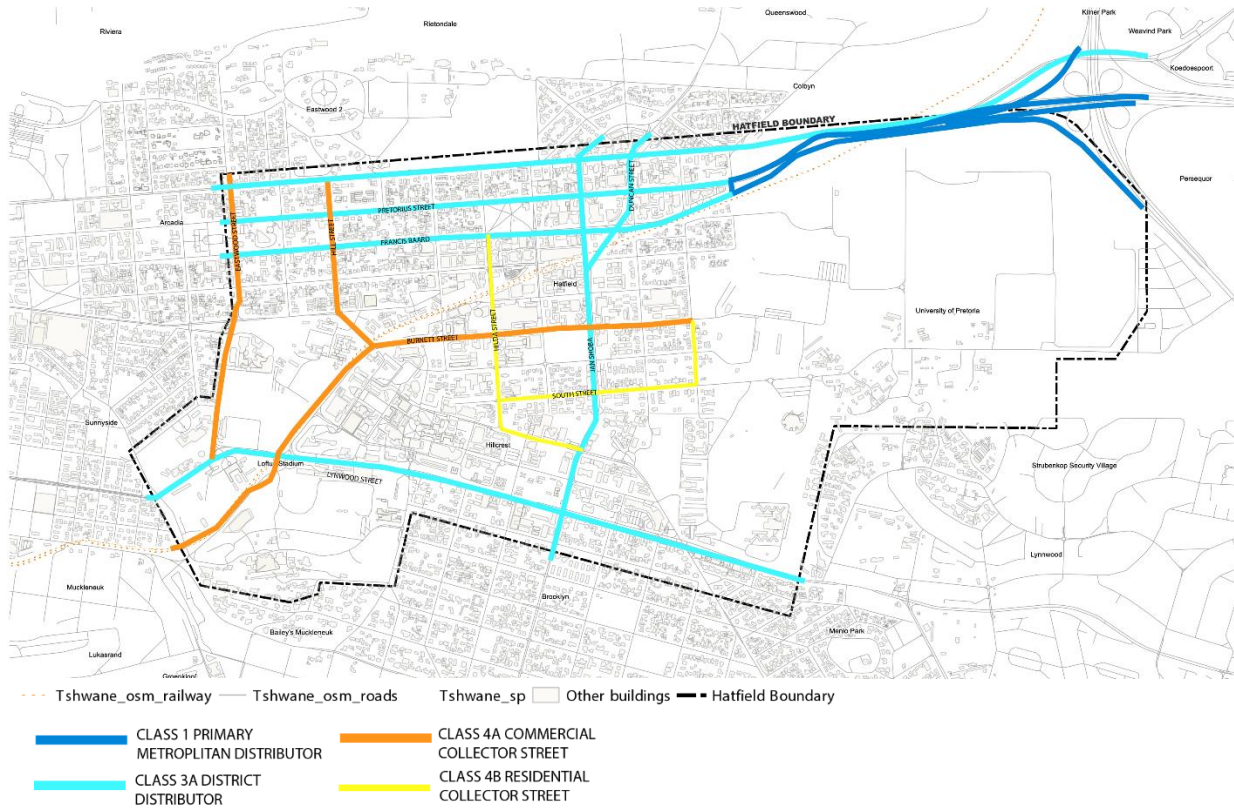 Riviera
Rietondale
Queenswood
Kilner Park
Weavind Park
Koedoespoort
Eastwood 2
Colbyn
HATFIELD BOUNDARY
Persequor
Arcadia
EASTWOOD STREET
HILL STREET
PRETORIUS STREET
DUNCAN STREET
FRANCIS BAARD
Hatfield
University of Pretoria
HILDA STREET
BURNETT STREET
JAN SHOBA
SOUTH STREET
Sunnyside
Hillcrest
Loftus Stadium
LYNWOOD STREET
Strubenkop Security Village
Lynnwood
Muckleneuk
Brooklyn
Bailey's Muckleneuk
Menlo Park
Lukasrand
Tshwane_osm_railway
Tshwane_osm_roads
Tshwane_sp
Other buildings
Hatfield Boundary
CLASS 1 PRIMARY
METROPLITAN DISTRIBUTOR
CLASS 4A COMMERCIAL
COLLECTOR STREET
CLASS 3A DISTRICT
DISTRIBUTOR
CLASS 4B RESIDENTIAL
COLLECTOR STREET